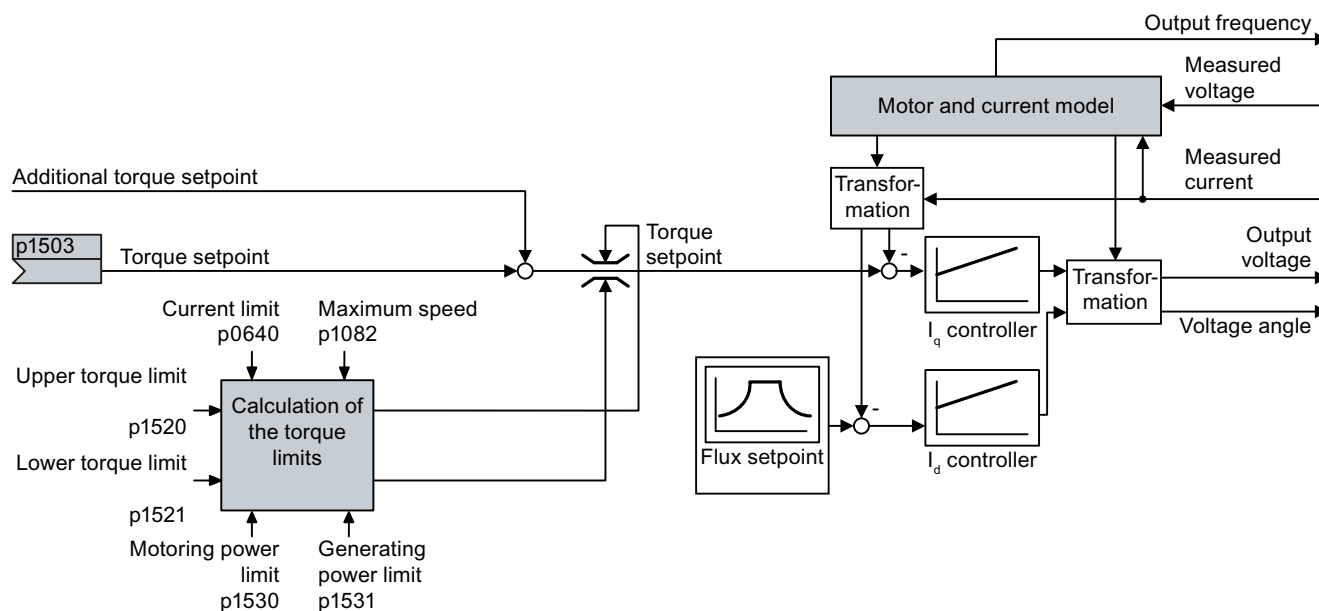 Output frequency
Measured
voltage
Motor and current model
Measured
current
Additional torque setpoint
Transfor-
mation
p1503
Torque setpoint
Torque
setpoint
-
Output
voltage
Transfor-
mation
Voltage angle
Iq controller
Current limit
p0640
Maximum speed
p1082
Upper torque limit
p1520
Lower torque limit
p1521
Calculation of
the torque
limits
Motoring power
limit
p1530
Generating
power limit
p1531
Flux setpoint
-
Id controller